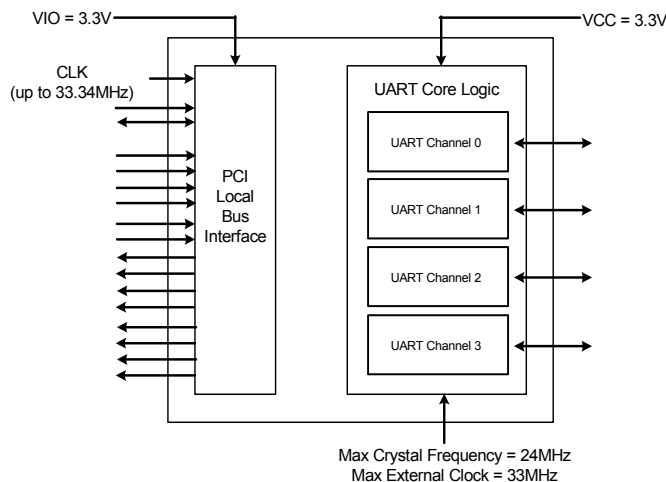 VIO = 3.3V
VCC = 3.3V
CLK
(up to 33.34MHz)
PCI
Local
Bus
Interface
UART Core Logic
UART Channel 0
UART Channel 1
UART Channel 2
UART Channel 3
Max Crystal Frequency = 24MHz
Max External Clock = 33MHz